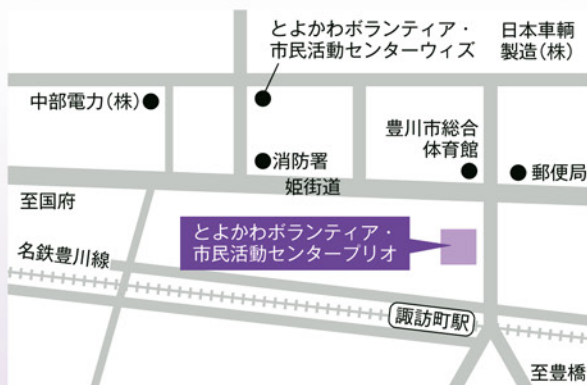 とよかわボランティア・
市民活動センターウィズ
日本車輌
製造(株)
中部電力(株)
豊川市総合
体育館
消防署
郵便局
姫街道
至国府
とよかわボランティア・
市民活動センタープリオ
名鉄豊川線
諏訪町駅
至豊橋